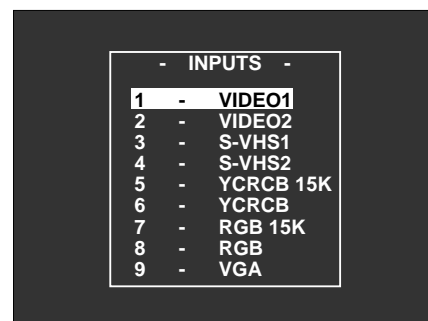 - INPUTS -
1 - VIDEO1
2 - VIDEO2
3 - S-VHS1
4 - S-VHS2
5 - YCRCB 15K
6 - YCRCB
7 - RGB 15K
8 - RGB
9 - VGA